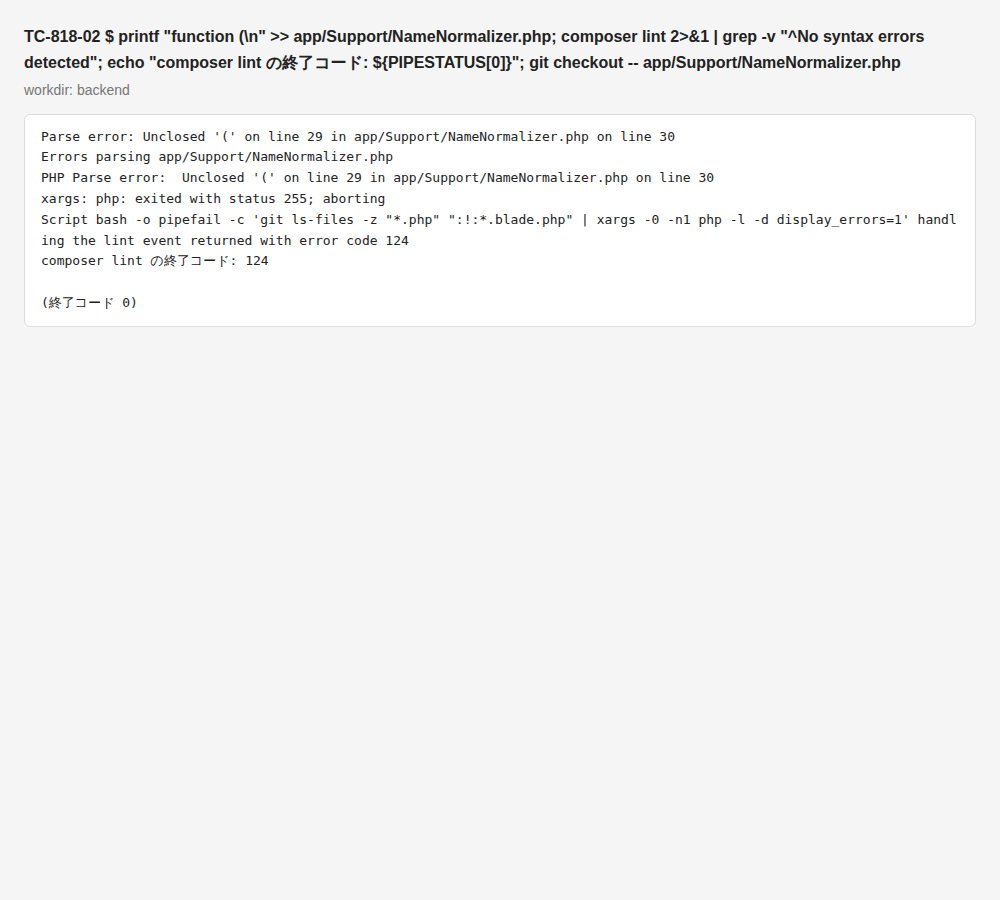 TC-818-02 $ printf "function (\n" >> app/Support/NameNormalizer.php; composer lint 2>&1 | grep -v "^No syntax errors
detected"; echo "composer lint の終了コード: ${PIPESTATUS[0]}"; git checkout -- app/Support/NameNormalizer.php
workdir: backend
Parse error: Unclosed '(' on line 29 in app/Support/NameNormalizer.php on line 30
Errors parsing app/Support/NameNormalizer.php
PHP Parse error:  Unclosed '(' on line 29 in app/Support/NameNormalizer.php on line 30
xargs: php: exited with status 255; aborting
Script bash -o pipefail -c 'git ls-files -z "*.php" ":!:*.blade.php" | xargs -0 -n1 php -l -d display_errors=1' handl
ing the lint event returned with error code 124
composer lint の終了コード: 124
(終了コード 0)